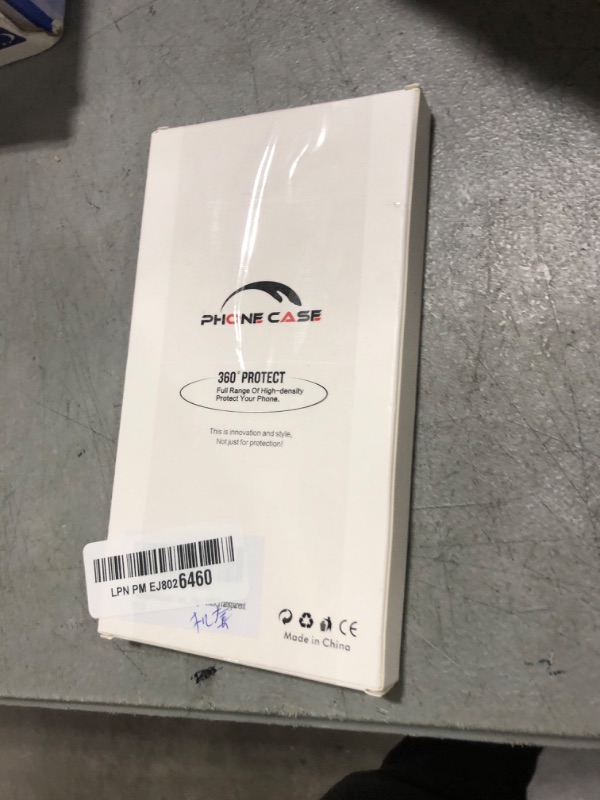 PHONE CASE
360° PROTECT
Full Range Of High-density
Protect Your Phone.
This is innovation and style,
Not just for protection!
LPN PM EJ8026460
CE
Made in China